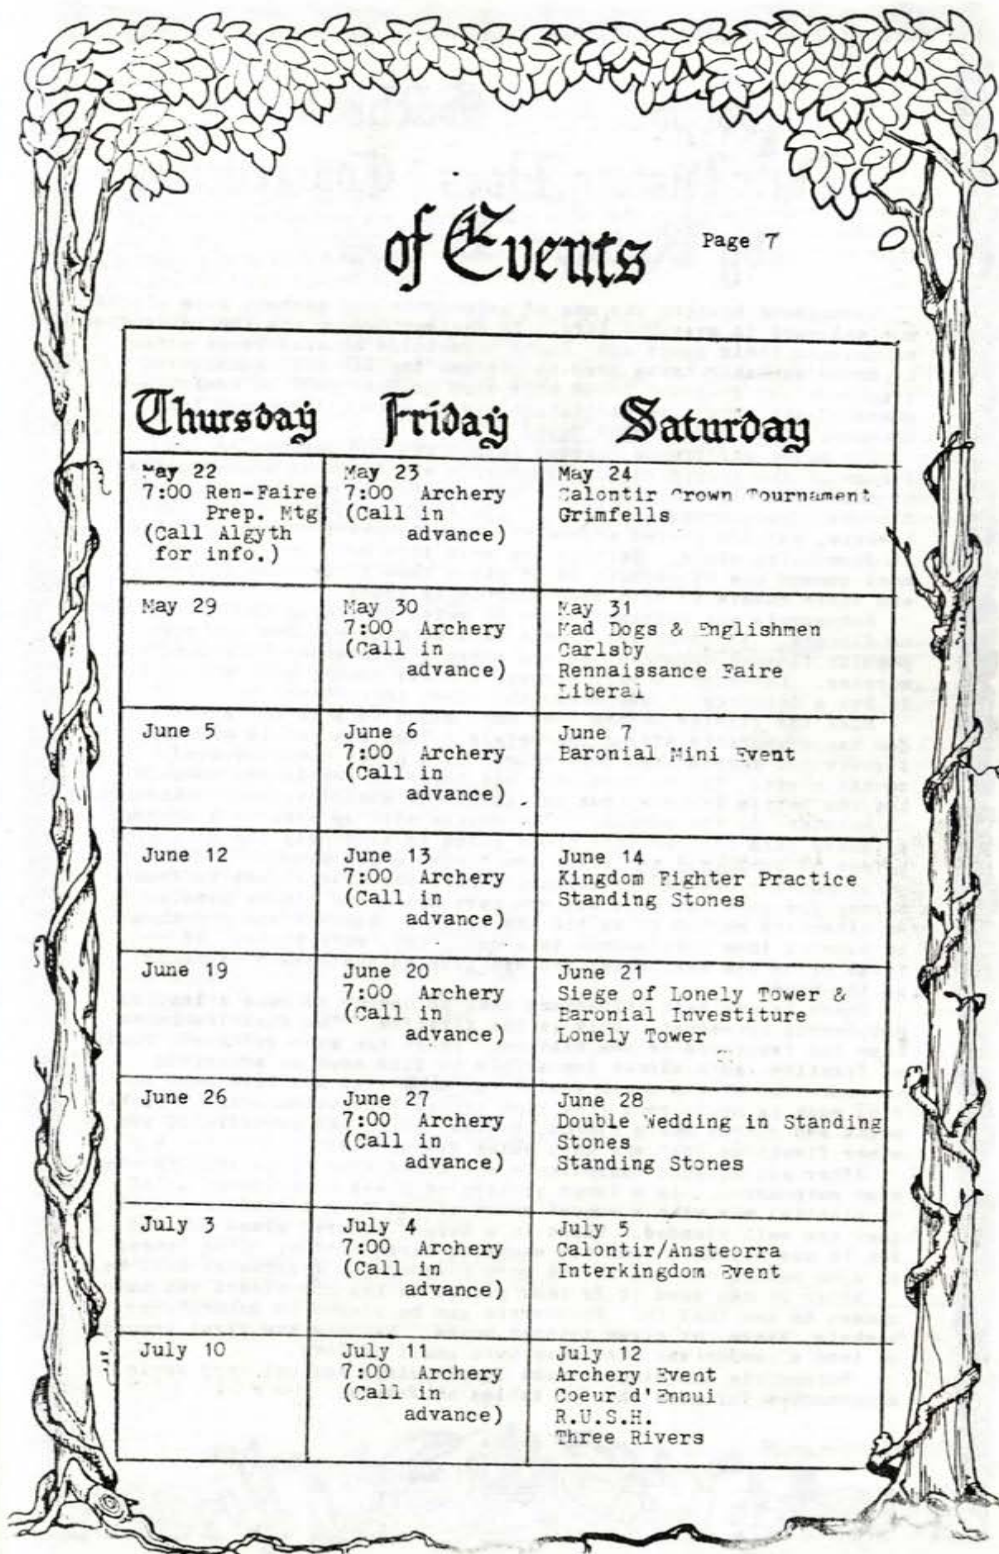 of Events
Page 7
Thursday Friday Saturday
May 22
7:00 Ren-Faire
Prep. Mtg
(Call Algyth
for info.)
May 23
7:00 Archery
(Call in
advance)
May 24
Calontir Crown Tournament
Grimfells
May 29
May 30
7:00 Archery
(Call in
advance)
May 31
Mad Dogs & Englishmen
Carlsby
Rennaissance Faire
Liberal
June 5
June 6
7:00 Archery
(Call in
advance)
June 7
Baronial Mini Event
June 12
June 13
7:00 Archery
(Call in
advance)
June 14
Kingdom Fighter Practice
Standing Stones
June 19
June 20
7:00 Archery
(Call in
advance)
June 21
Siege of Lonely Tower &
Baronial Investiture
Lonely Tower
June 26
June 27
7:00 Archery
(Call in
advance)
June 28
Double Wedding in Standing
Stones
Standing Stones
July 3
July 4
7:00 Archery
(Call in
advance)
July 5
Calontir/Ansteorra
Interkingdom Event
July 10
July 11
7:00 Archery
(Call in
advance)
July 12
Archery Event
Coeur d'Ennui
R.U.S.H.
Three Rivers